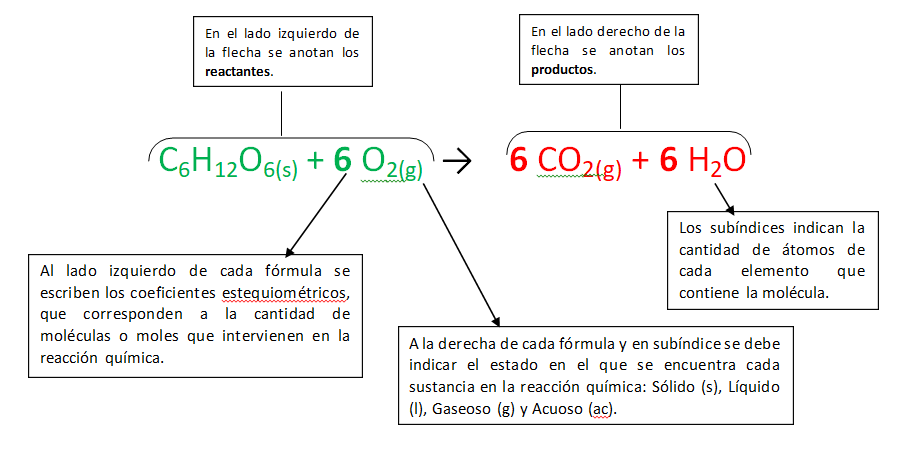 En el lado izquierdo de
la flecha se anotan los
reactantes.
En el lado derecho de la
flecha se anotan los
productos.
C₆H₁₂O₆₍ₛ₎ + 6 O₂₍g₎ → 6 CO₂₍g₎ + 6 H₂O
Los subíndices indican la
cantidad de átomos de
cada elemento que
contiene la molécula.
Al lado izquierdo de cada fórmula se
escriben los coeficientes estequiométricos,
que corresponden a la cantidad de
moléculas o moles que intervienen en la
reacción química.
A la derecha de cada fórmula y en subíndice se debe
indicar el estado en el que se encuentra cada
sustancia en la reacción química: Sólido (s), Líquido
(l), Gaseoso (g) y Acuoso (ac).